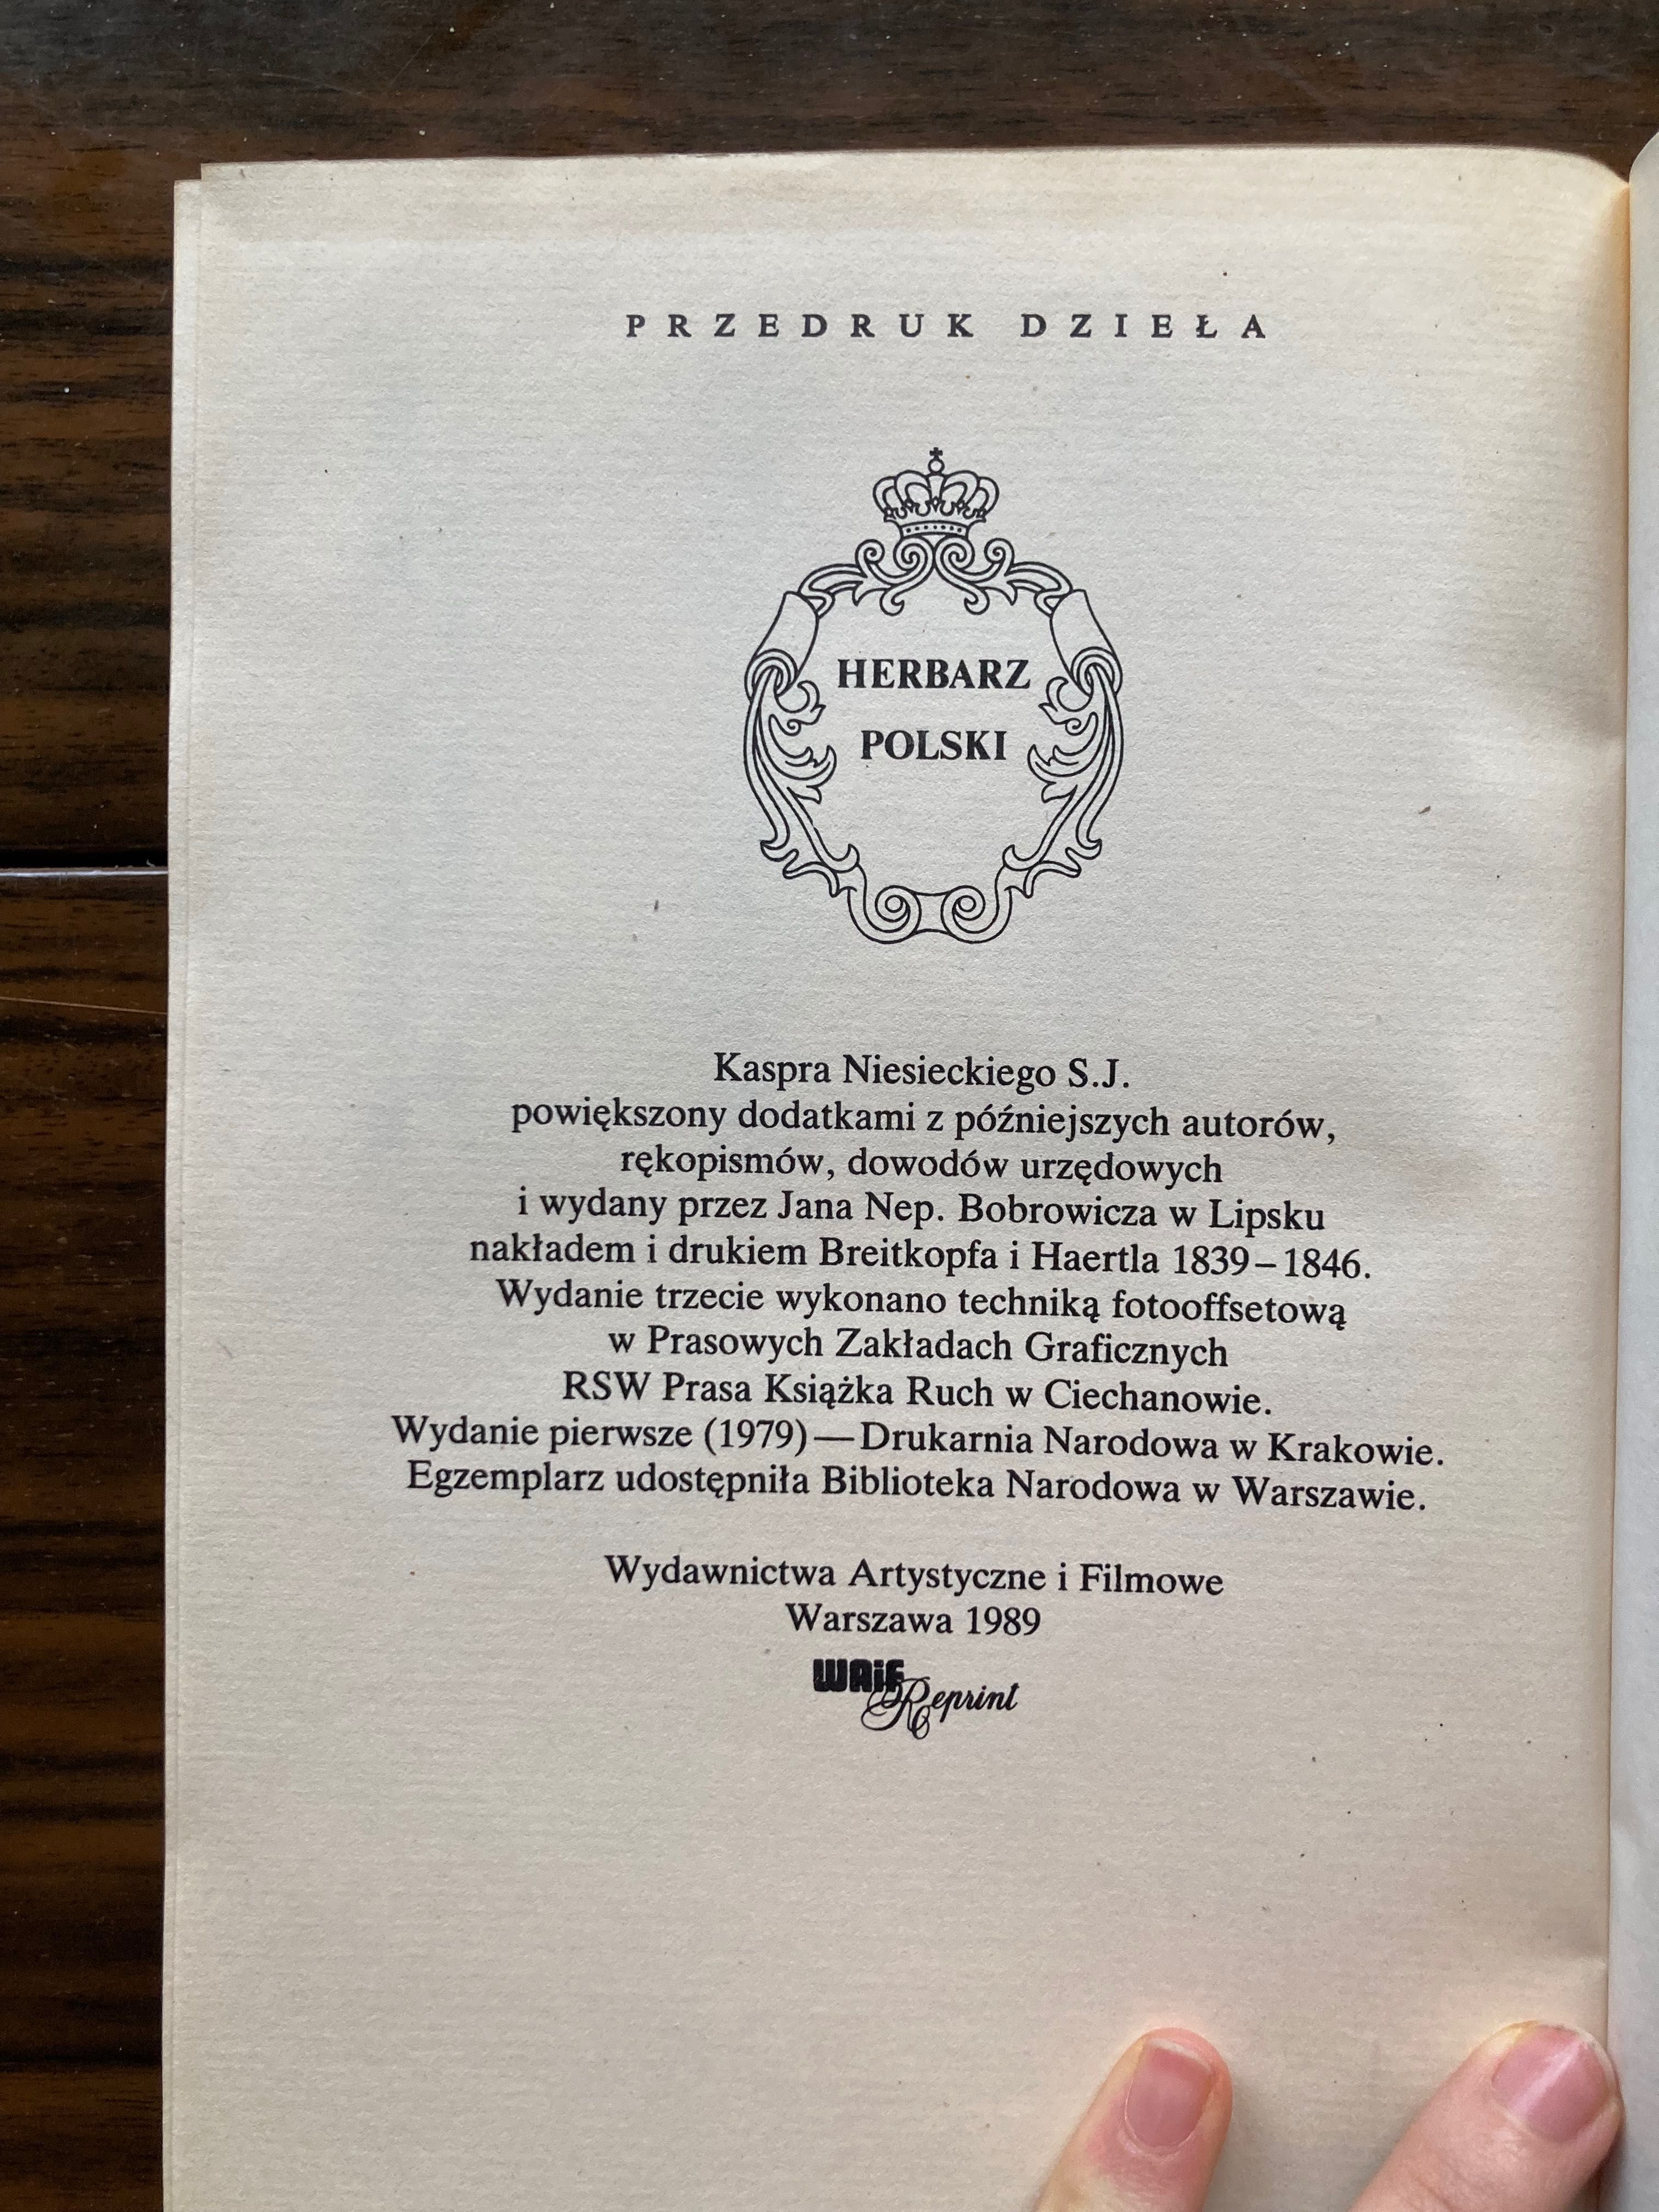 PRZEDRUK DZIEŁA
HERBARZ
POLSKI
Kaspra Niesieckiego S.J.
powiększony dodatkami z późniejszych autorów,
rękopismów, dowodów urzędowych
i wydany przez Jana Nep. Bobrowicza w Lipsku
nakładem i drukiem Breitkopfa i Haertla 1839–1846.
Wydanie trzecie wykonano techniką fotooffsetową
w Prasowych Zakładach Graficznych
RSW Prasa Książka Ruch w Ciechanowie.
Wydanie pierwsze (1979)—Drukarnia Narodowa w Krakowie.
Egzemplarz udostępniła Biblioteka Narodowa w Warszawie.
Wydawnictwa Artystyczne i Filmowe
Warszawa 1989
WAiF
Reprint